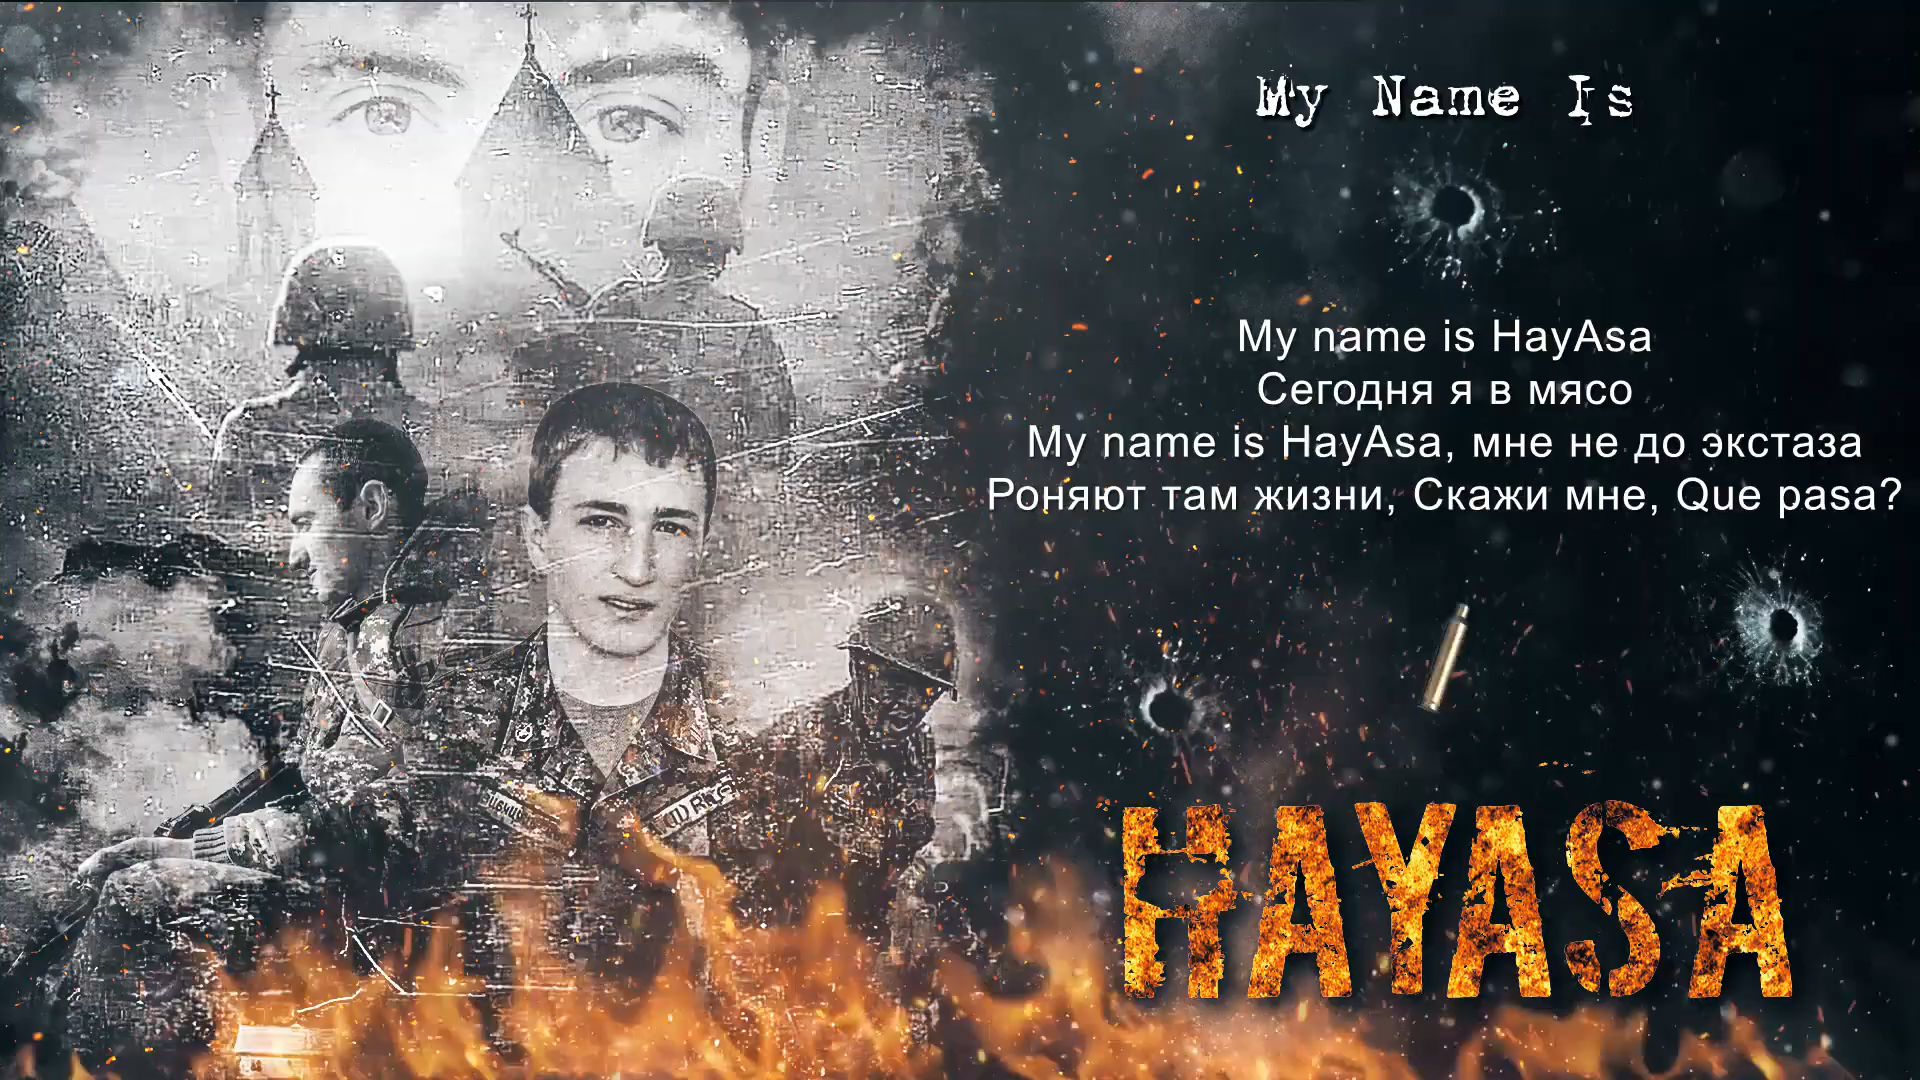 My Name Is
My name is HayAsa
Сегодня я в мясо
My name is HayAsa, мне не до экстаза
Роняют там жизни, Скажи мне, Que pasa?
HAYASA